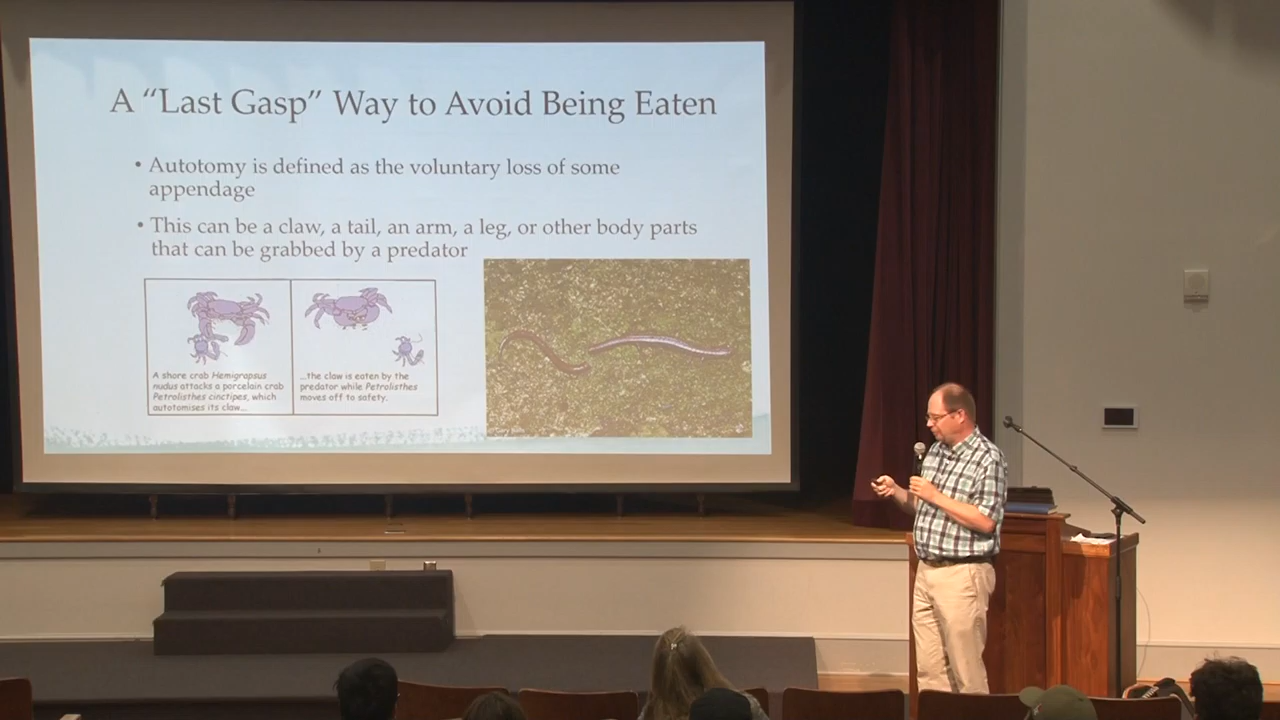 A “Last Gasp” Way to Avoid Being Eaten
• Autotomy is defined as the voluntary loss of some
appendage
• This can be a claw, a tail, an arm, a leg, or other body parts
that can be grabbed by a predator
A shore crab Hemigrapsus
nudus attacks a porcelain crab
Petrolisthes cinctipes, which
autotomises its claw...
...the claw is eaten by the
predator while Petrolisthes
moves off to safety.